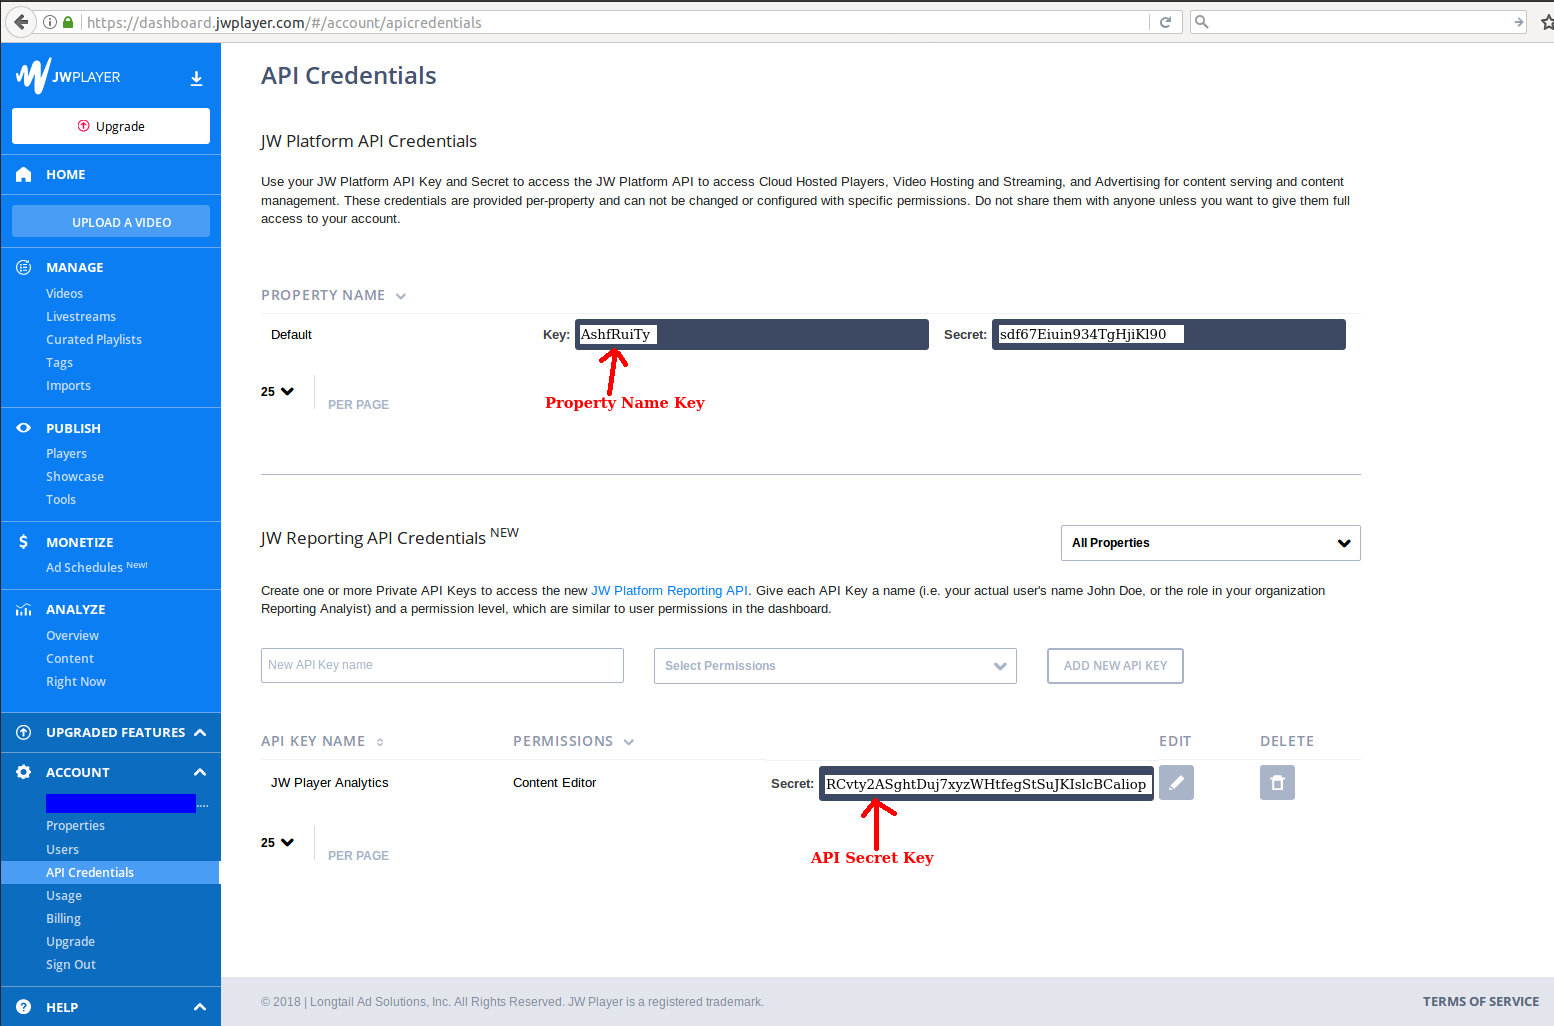 https://dashboard.jwplayer.com/#/account/apicredentials
JWPLAYER
Upgrade
HOME
UPLOAD A VIDEO
MANAGE
Videos
Livestreams
Curated Playlists
Tags
Imports
PUBLISH
Players
Showcase
Tools
MONETIZE
Ad Schedules New!
ANALYZE
Overview
Content
Right Now
UPGRADED FEATURES
ACCOUNT
....
Properties
Users
API Credentials
Usage
Billing
Upgrade
Sign Out
HELP
API Credentials
JW Platform API Credentials
Use your JW Platform API Key and Secret to access the JW Platform API to access Cloud Hosted Players, Video Hosting and Streaming, and Advertising for content serving and content
management. These credentials are provided per-property and can not be changed or configured with specific permissions. Do not share them with anyone unless you want to give them full
access to your account.
PROPERTY NAME
Default Key: AshfRuiTy Secret: sdf67Eiuin934TgHjiKl90
25 PER PAGE
Property Name Key
JW Reporting API Credentials NEW
All Properties
Create one or more Private API Keys to access the new JW Platform Reporting API. Give each API Key a name (i.e. your actual user's name John Doe, or the role in your organization
Reporting Analyist) and a permission level, which are similar to user permissions in the dashboard.
New API Key name Select Permissions ADD NEW API KEY
API KEY NAME PERMISSIONS EDIT DELETE
JW Player Analytics Content Editor Secret: RCvty2ASghtDuj7xyzWHtfegStSuJKIslcBCaliop
25 PER PAGE
API Secret Key
© 2018 | Longtail Ad Solutions, Inc. All Rights Reserved. JW Player is a registered trademark.
TERMS OF SERVICE